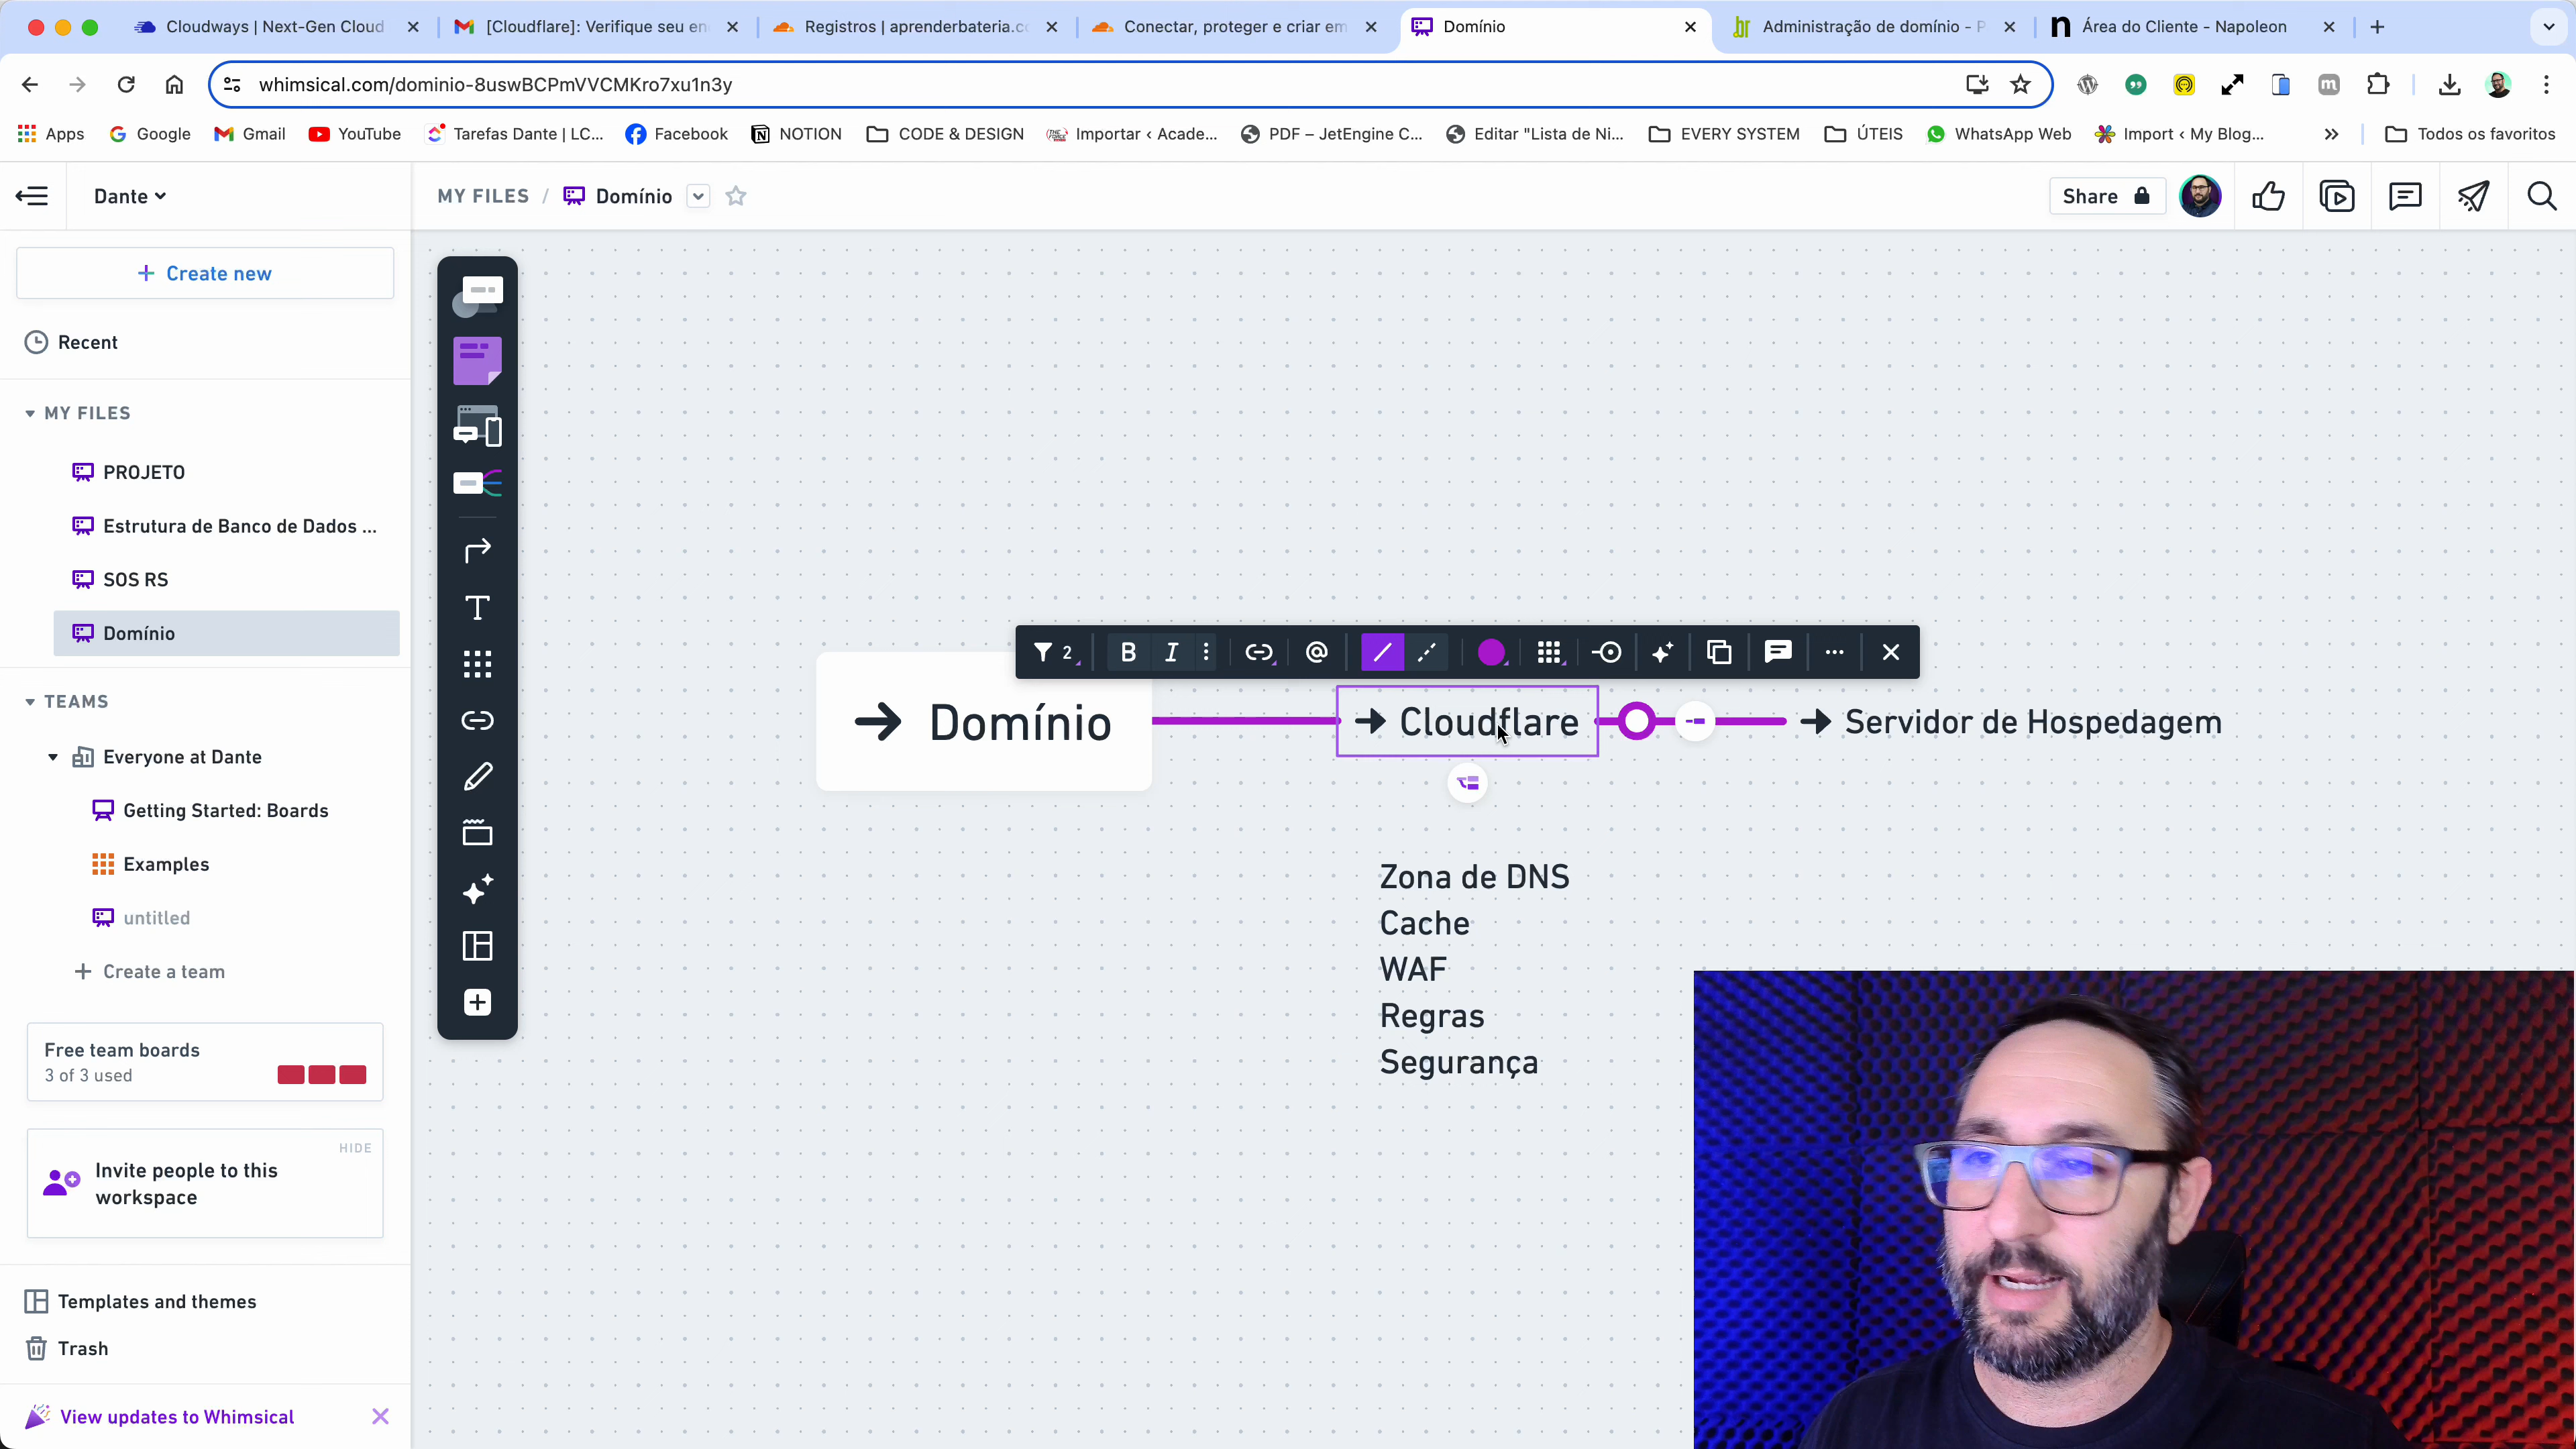 Cloudways | Next-Gen Cloud
[Cloudflare]: Verifique seu en
Registros | aprenderbateria.co
Conectar, proteger e criar em
Domínio
Administração de domínio - P
Área do Cliente - Napoleon
whimsical.com/dominio-8uswBCPmVVCMKro7xu1n3y
Apps
Google
Gmail
YouTube
Tarefas Dante | LC...
Facebook
NOTION
CODE & DESIGN
Importar ‹ Acade...
PDF – JetEngine C...
Editar "Lista de Ni...
EVERY SYSTEM
ÚTEIS
WhatsApp Web
Import ‹ My Blog...
Todos os favoritos
Dante
MY FILES / Domínio
Share
Create new
Recent
MY FILES
PROJETO
Estrutura de Banco de Dados ...
SOS RS
Domínio
TEAMS
Everyone at Dante
Getting Started: Boards
Examples
untitled
Create a team
Free team boards
3 of 3 used
HIDE
Invite people to this
workspace
Templates and themes
Trash
View updates to Whimsical
2 B I @
Domínio
Cloudflare
Servidor de Hospedagem
Zona de DNS
Cache
WAF
Regras
Segurança